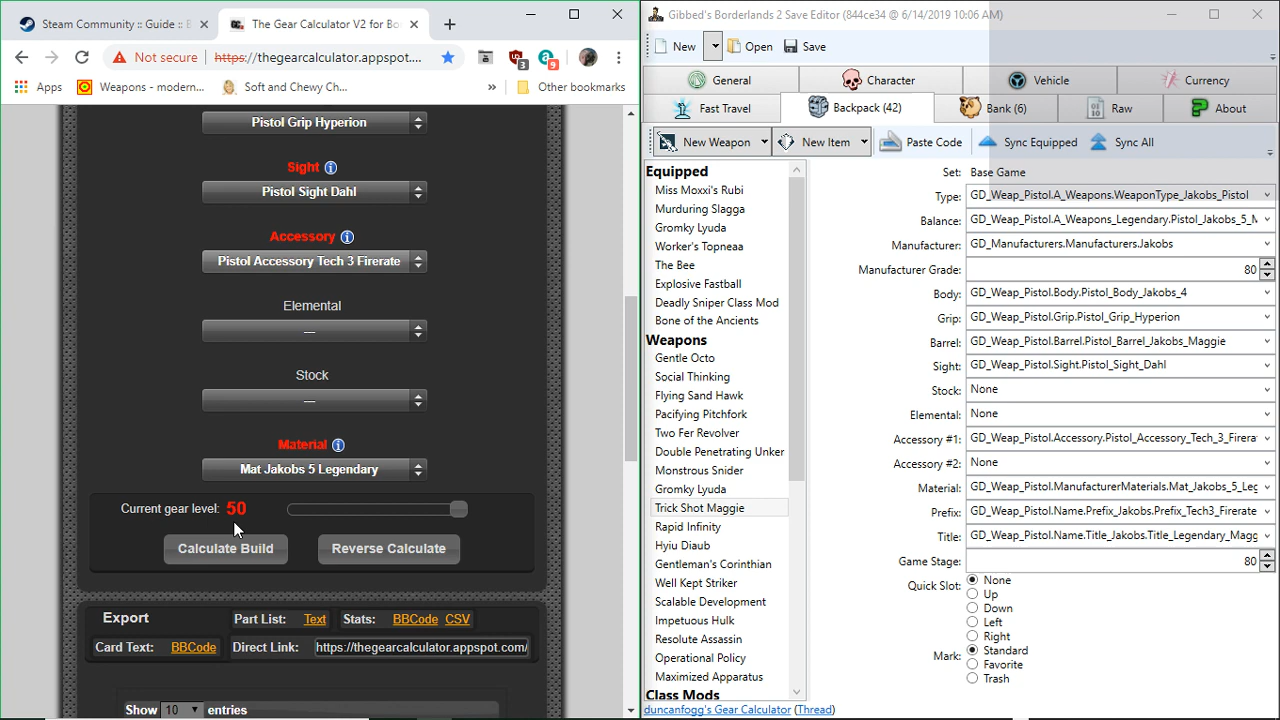 Steam Community :: Guide :: B
The Gear Calculator V2 for Bo
Not secure
https://thegearcalculator.appspot....
3
9
Apps
Weapons - modern...
Soft and Chewy Ch...
»
Other bookmarks
Pistol Grip Hyperion
Sight
Pistol Sight Dahl
Accessory
Pistol Accessory Tech 3 Firerate
Elemental
—
Stock
—
Material
Mat Jakobs 5 Legendary
Current gear level: 50
Calculate Build
Reverse Calculate
Export
Part List: Text
Stats: BBCode CSV
Card Text: BBCode
Direct Link: https://thegearcalculator.appspot.com/
Show 10 entries
Gibbed's Borderlands 2 Save Editor (844ce34 @ 6/14/2019 10:06 AM)
New
Open
Save
General
Character
Vehicle
Currency
Fast Travel
Backpack (42)
Bank (6)
Raw
About
New Weapon
New Item
Paste Code
Sync Equipped
Sync All
Equipped
Miss Moxxi's Rubi
Murduring Slagga
Gromky Lyuda
Worker's Topneaa
The Bee
Explosive Fastball
Deadly Sniper Class Mod
Bone of the Ancients
Weapons
Gentle Octo
Social Thinking
Flying Sand Hawk
Pacifying Pitchfork
Two Fer Revolver
Double Penetrating Unker
Monstrous Snider
Gromky Lyuda
Trick Shot Maggie
Rapid Infinity
Hyiu Daub
Gentleman's Corinthian
Well Kept Striker
Scalable Development
Impetuous Hulk
Resolute Assassin
Operational Policy
Maximized Apparatus
Class Mods
Set: Base Game
Type: GD_Weap_Pistol.A_Weapons.WeaponType_Jakobs_Pistol
Balance: GD_Weap_Pistol.A_Weapons_Legendary.Pistol_Jakobs_5_M
Manufacturer: GD_Manufacturers.Manufacturers.Jakobs
Manufacturer Grade: 80
Body: GD_Weap_Pistol.Body.Pistol_Body_Jakobs_4
Grip: GD_Weap_Pistol.Grip.Pistol_Grip_Hyperion
Barrel: GD_Weap_Pistol.Barrel.Pistol_Barrel_Jakobs_Maggie
Sight: GD_Weap_Pistol.Sight.Pistol_Sight_Dahl
Stock: None
Elemental: None
Accessory #1: GD_Weap_Pistol.Accessory.Pistol_Accessory_Tech_3_Firera
Accessory #2: None
Material: GD_Weap_Pistol.ManufacturerMaterials.Mat_Jakobs_5_Leg
Prefix: GD_Weap_Pistol.Name.Prefix_Jakobs.Prefix_Tech3_Firerate
Title: GD_Weap_Pistol.Name.Title_Jakobs.Title_Legendary_Magg
Game Stage: 80
Quick Slot: None
Up
Down
Left
Right
Mark: Standard
Favorite
Trash
duncanfogg's Gear Calculator (Thread)